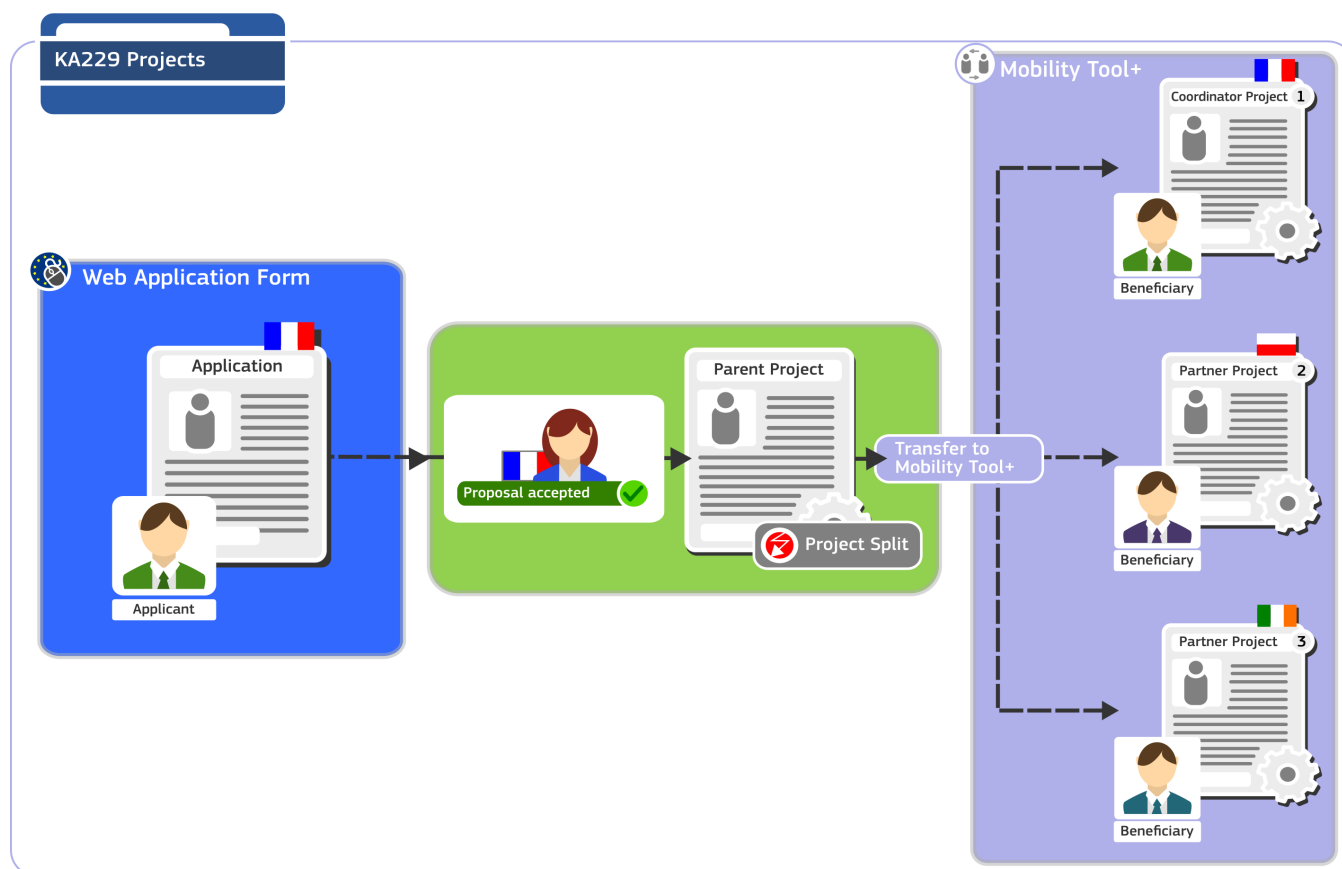 KA229 Projects
Web Application Form
Application
Applicant
Proposal accepted
Parent Project
Project Split
Transfer to
Mobility Tool+
Mobility Tool+
Coordinator Project 1
Beneficiary
Partner Project 2
Beneficiary
Partner Project 3
Beneficiary